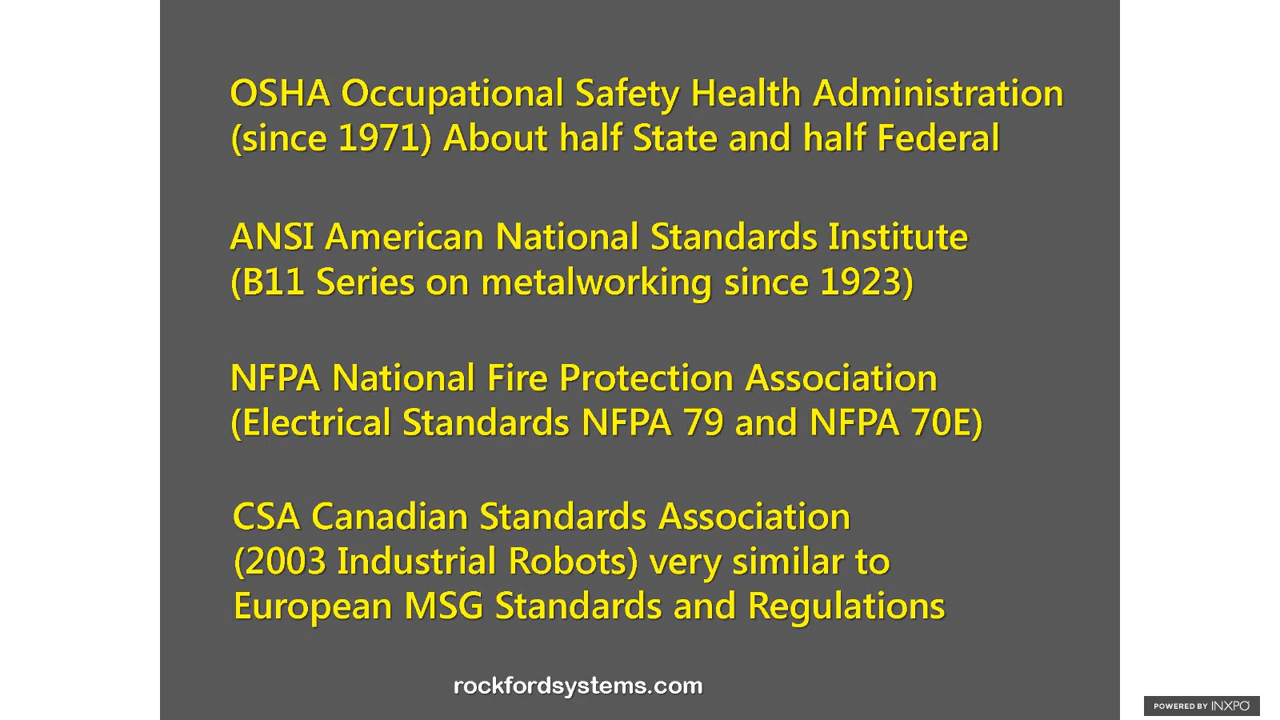 OSHA Occupational Safety Health Administration
(since 1971) About half State and half Federal
ANSI American National Standards Institute
(B11 Series on metalworking since 1923)
NFPA National Fire Protection Association
(Electrical Standards NFPA 79 and NFPA 70E)
CSA Canadian Standards Association
(2003 Industrial Robots) very similar to
European MSG Standards and Regulations
rockfordsystems.com
POWERED BY INXPO